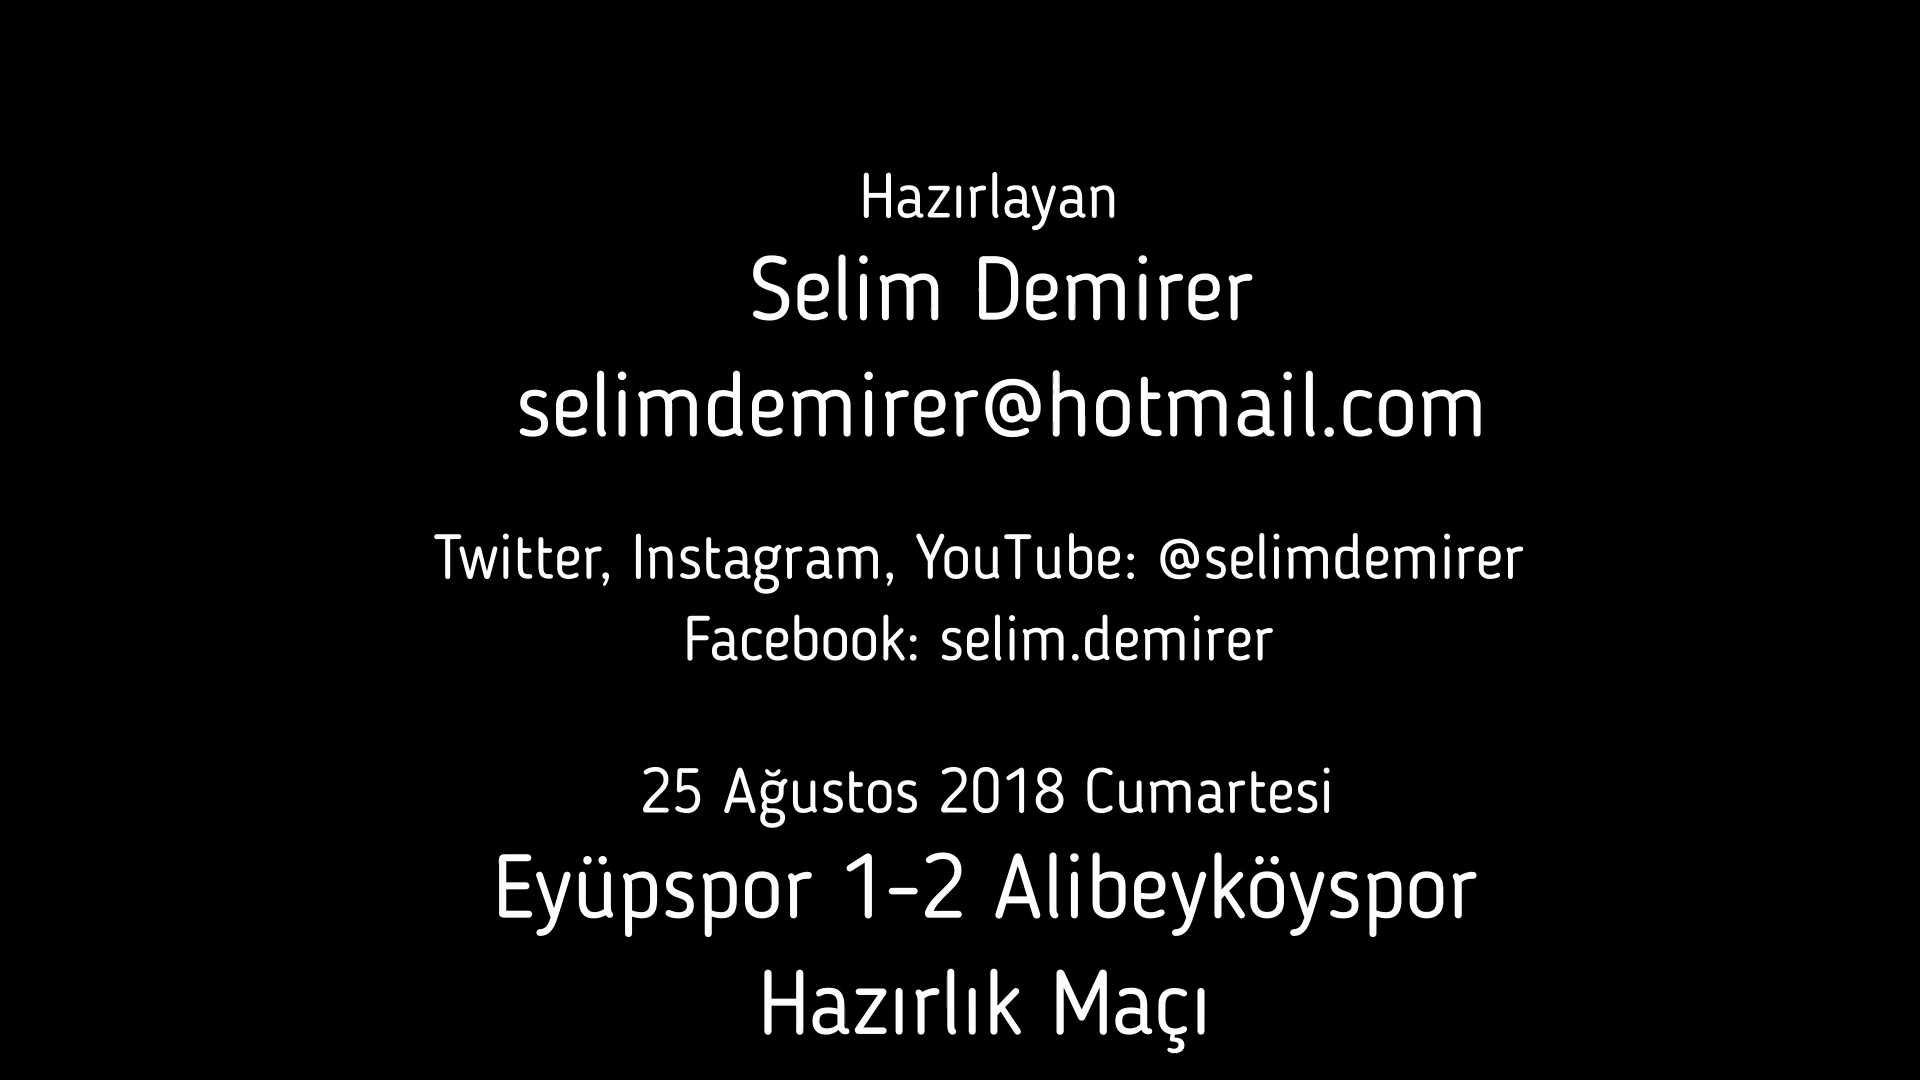 Hazırlayan
Selim Demirer
selimdemirer@hotmail.com
Twitter, Instagram, YouTube: @selimdemirer
Facebook: selim.demirer
25 Ağustos 2018 Cumartesi
Eyüpspor 1-2 Alibeyköyspor
Hazırlık Maçı